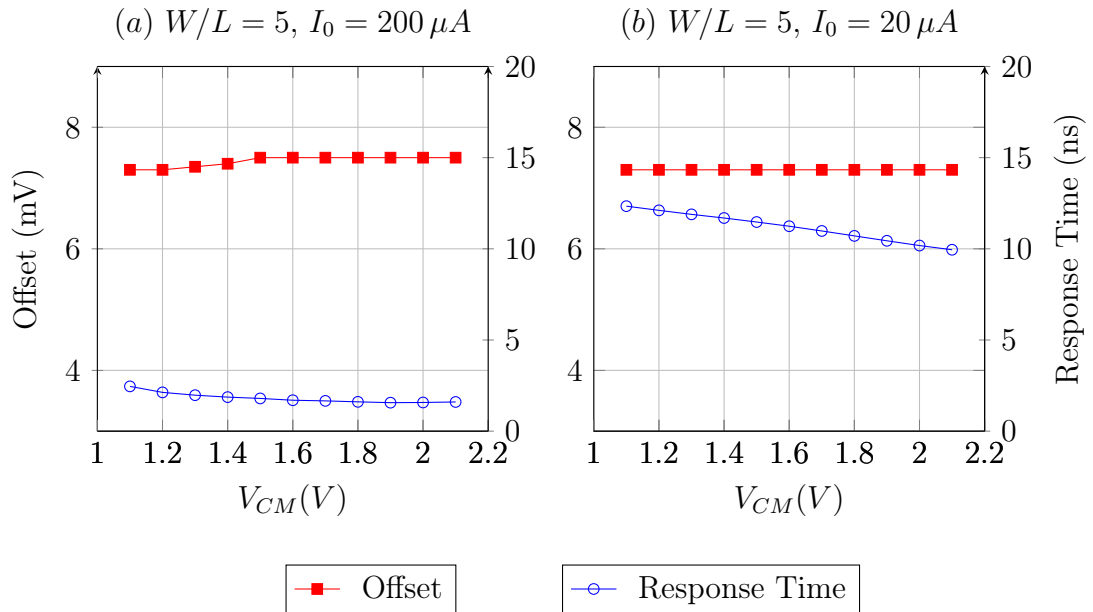 (a) W/L = 5, I₀ = 200 μA
(b) W/L = 5, I₀ = 20 μA
Offset (mV)
8
6
4
20
15
10
5
0
1 1.2 1.4 1.6 1.8 2 2.2
V_CM(V)
8
6
4
20
15
10
5
0
Response Time (ns)
1 1.2 1.4 1.6 1.8 2 2.2
V_CM(V)
Offset
Response Time